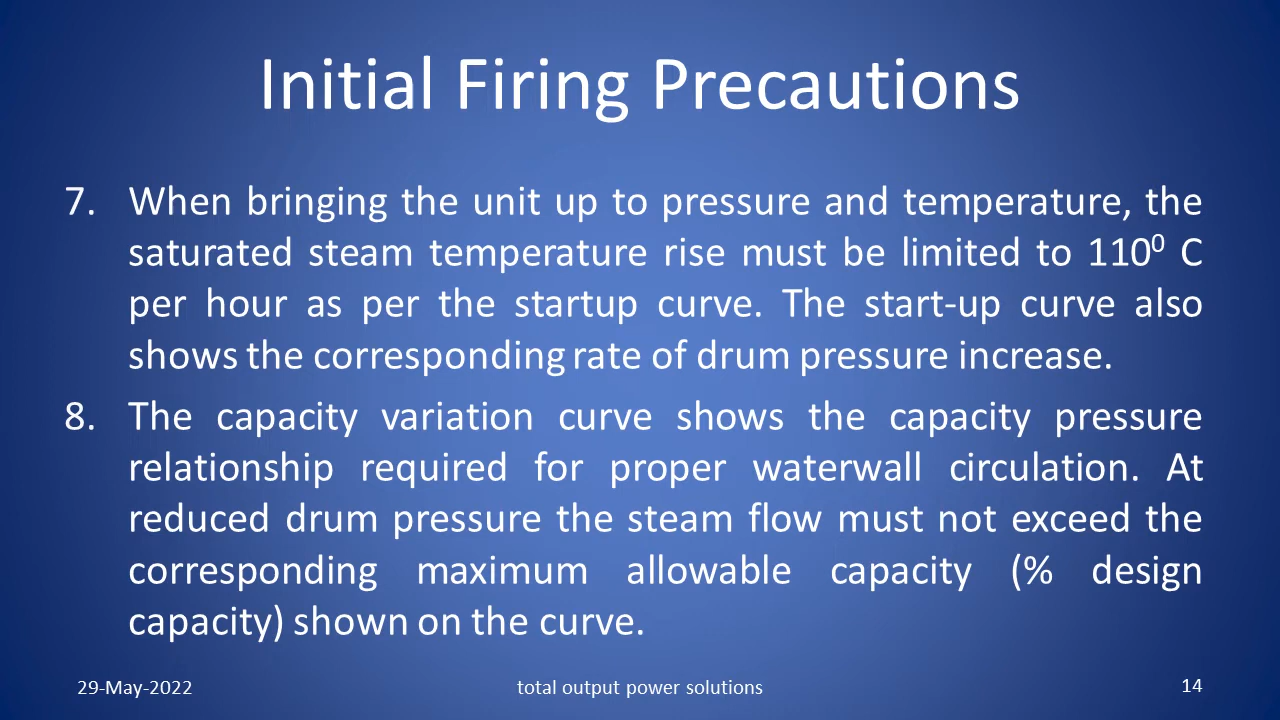 Initial Firing Precautions
7. When bringing the unit up to pressure and temperature, the
saturated steam temperature rise must be limited to 110⁰ C
per hour as per the startup curve. The start-up curve also
shows the corresponding rate of drum pressure increase.
8. The capacity variation curve shows the capacity pressure
relationship required for proper waterwall circulation. At
reduced drum pressure the steam flow must not exceed the
corresponding maximum allowable capacity (% design
capacity) shown on the curve.
29-May-2022
total output power solutions
14